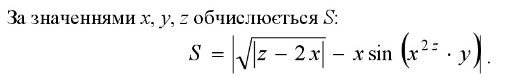 За значеннями x, y, z обчислюється S:
S = |√|z − 2x| − x sin (x^{2z} · y)|.